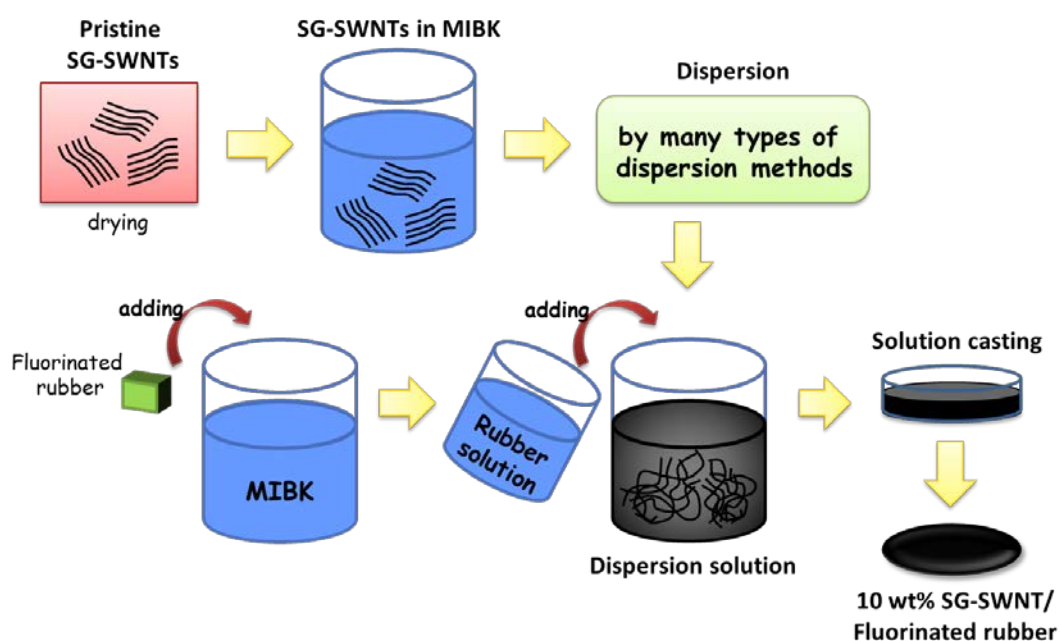 Pristine
SG-SWNTs
drying
SG-SWNTs in MIBK
Dispersion
by many types of
dispersion methods
adding
Fluorinated
rubber
MIBK
Rubber
solution
adding
Dispersion solution
Solution casting
10 wt% SG-SWNT/
Fluorinated rubber